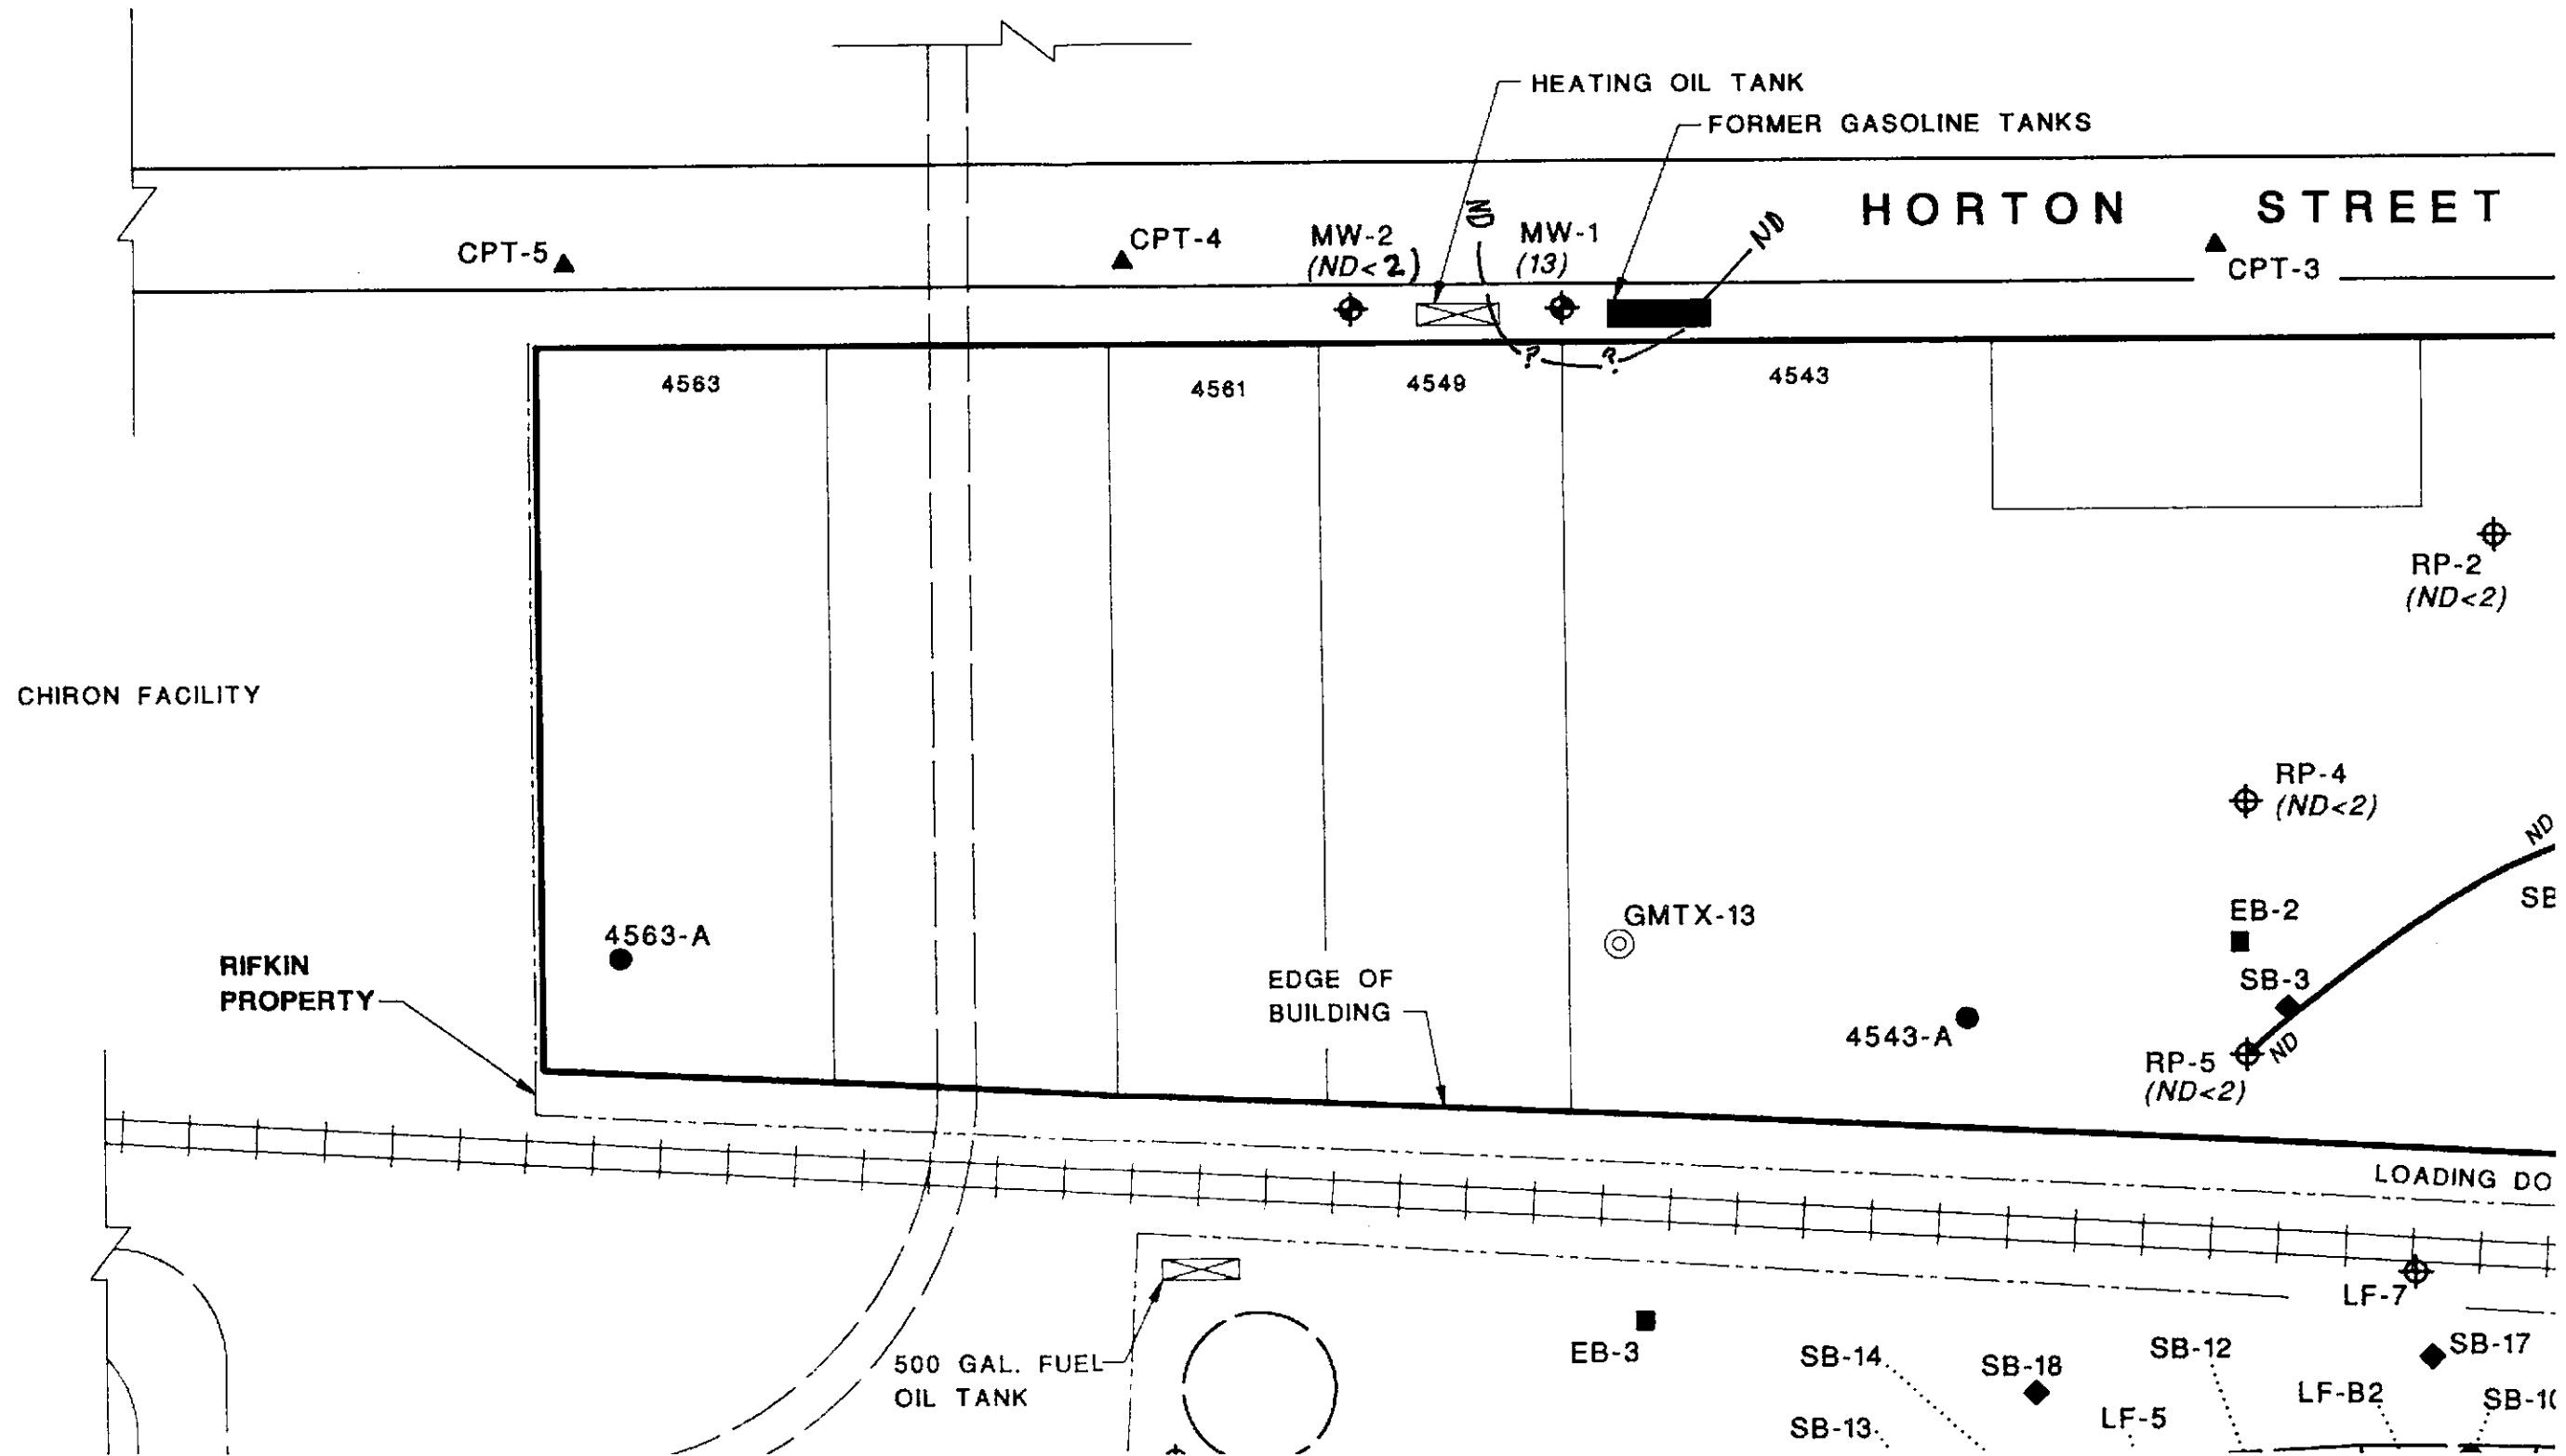 HEATING OIL TANK
FORMER GASOLINE TANKS
HORTON STREET
ND
ND
CPT-5
CPT-4
MW-2
(ND<2)
MW-1
(13)
CPT-3
?
?
4563
4561
4549
4543
RP-2
(ND<2)
CHIRON FACILITY
RP-4
(ND<2)
ND
SB
EB-2
4563-A
GMTX-13
RIFKIN
PROPERTY
EDGE OF
BUILDING
SB-3
4543-A
ND
RP-5
(ND<2)
LOADING DO
LF-7
EB-3
500 GAL. FUEL
OIL TANK
SB-14
SB-18
SB-12
SB-17
LF-B2
SB-10
LF-5
SB-13